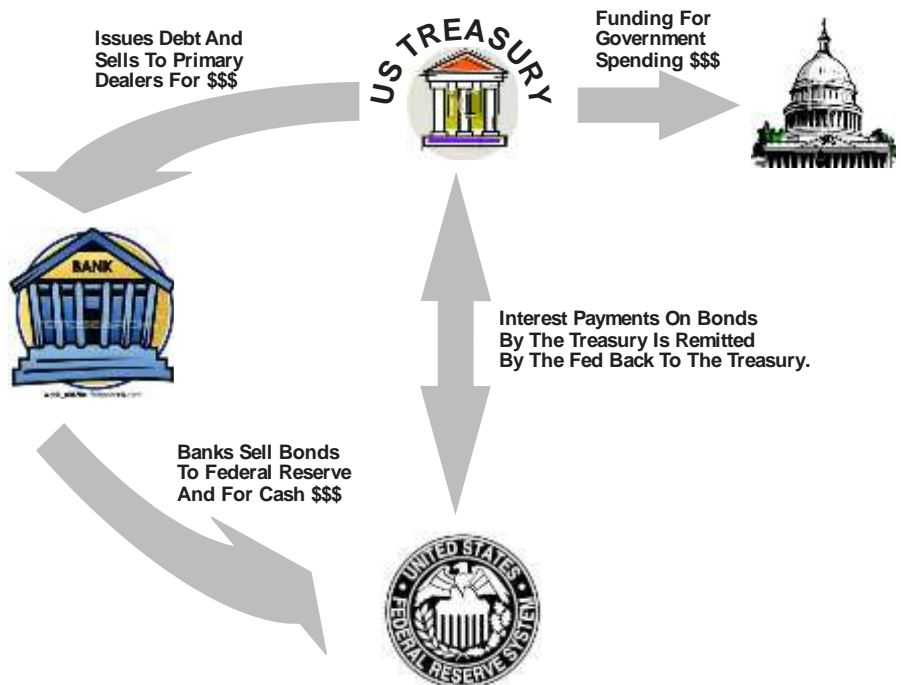 Issues Debt And
Sells To Primary
Dealers For $$$
US TREASURY
Funding For
Government
Spending $$$
BANK
Interest Payments On Bonds
By The Treasury Is Remitted
By The Fed Back To The Treasury.
Banks Sell Bonds
To Federal Reserve
And For Cash $$$
UNITED STATES
FEDERAL RESERVE SYSTEM